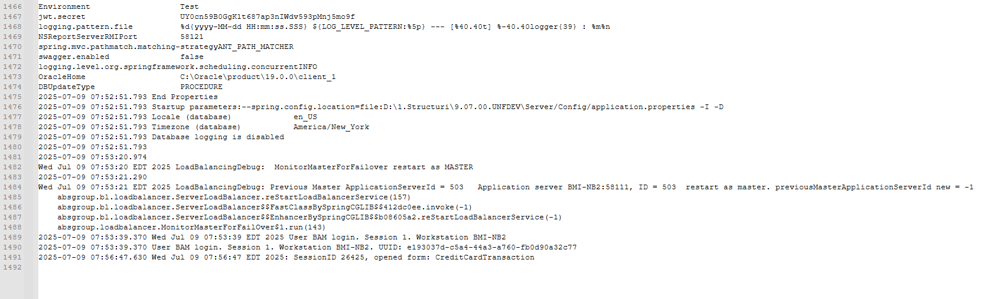 1466 Environment Test
1467 jwt.secret UY0cn59B0GgK1t687ap3nIWdv593pMnj5mo9f
1468 logging.pattern.file %d{yyyy-MM-dd HH:mm:ss.SSS} ${LOG_LEVEL_PATTERN:%5p} --- [%40.40t] %-40.40logger{39} : %m%n
1469 NSReportServerRMIPort 58121
1470 spring.mvc.pathmatch.matching-strategyANT_PATH_MATCHER
1471 swagger.enabled false
1472 logging.level.org.springframework.scheduling.concurrentINFO
1473 OracleHome C:\Oracle\product\19.0.0\client_1
1474 DBUpdateType PROCEDURE
1475 2025-07-09 07:52:51.793 End Properties
1476 2025-07-09 07:52:51.793 Startup parameters:--spring.config.location=file:D:\1.Structuri\9.07.00.UNFDEV\Server/Config/application.properties -I -D
1477 2025-07-09 07:52:51.793 Locale (database) en_US
1478 2025-07-09 07:52:51.793 Timezone (database) America/New_York
1479 2025-07-09 07:52:51.793 Database logging is disabled
1480 2025-07-09 07:52:51.793
1481 2025-07-09 07:53:20.974
1482 Wed Jul 09 07:53:20 EDT 2025 LoadBalancingDebug:  MonitorMasterForFailover restart as MASTER
1483 2025-07-09 07:53:21.290
1484 Wed Jul 09 07:53:21 EDT 2025 LoadBalancingDebug: Previous Master ApplicationServerId = 503   Application server BMI-NB2:58111, ID = 503  restart as master. previousMasterApplicationServerId new = -1
1485 absgroup.bl.loadbalancer.ServerLoadBalancer.reStartLoadBalancerService(157)
1486 absgroup.bl.loadbalancer.ServerLoadBalancer$$FastClassBySpringCGLIB$$412dc0ee.invoke(-1)
1487 absgroup.bl.loadbalancer.ServerLoadBalancer$$EnhancerBySpringCGLIB$$b08605a2.reStartLoadBalancerService(-1)
1488 absgroup.loadbalancer.MonitorMasterForFailOver$1.run(143)
1489 2025-07-09 07:53:39.370 Wed Jul 09 07:53:39 EDT 2025 User BAM login. Session 1. Workstation BMI-NB2
1490 2025-07-09 07:53:39.370 User BAM login. Session 1. Workstation BMI-NB2. UUID: e193037d-c5a4-44a3-a760-fb0d90a32c77
1491 2025-07-09 07:56:47.630 Wed Jul 09 07:56:47 EDT 2025: SessionID 26425, opened form: CreditCardTransaction
1492